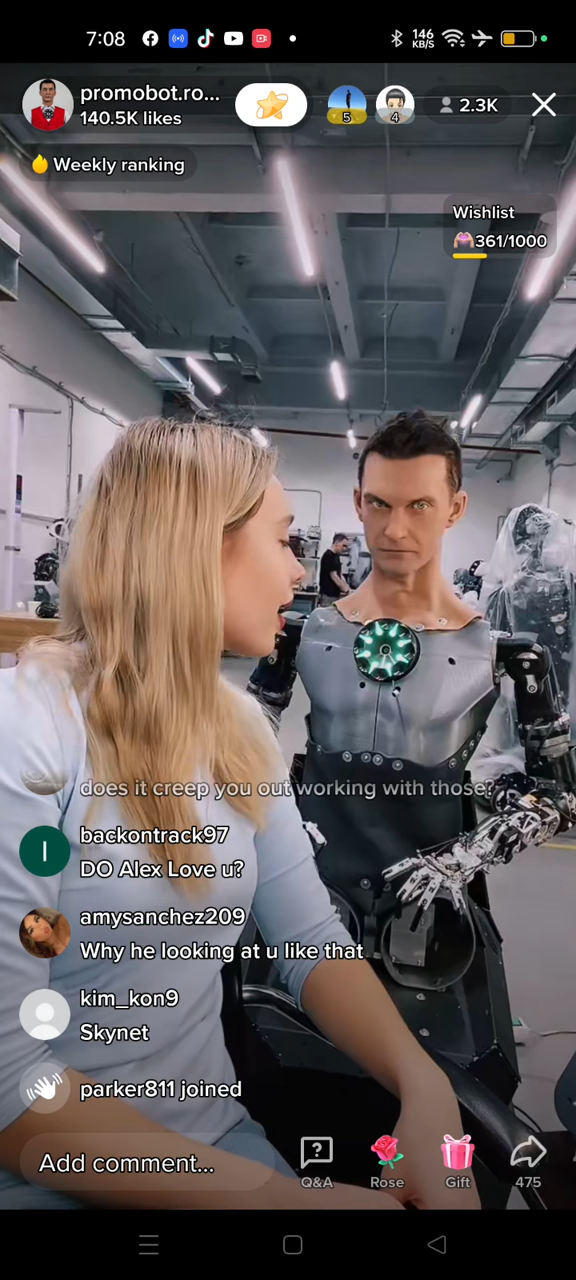 7:08
146
KB/S
promobot.ro...
140.5K likes
5
4
2.3K
Weekly ranking
Wishlist
361/1000
does it creep you out working with those?
backontrack97
I
DO Alex Love u?
amysanchez209
Why he looking at u like that
kim_kon9
Skynet
parker811 joined
Add comment...
Q&A
Rose
Gift
475